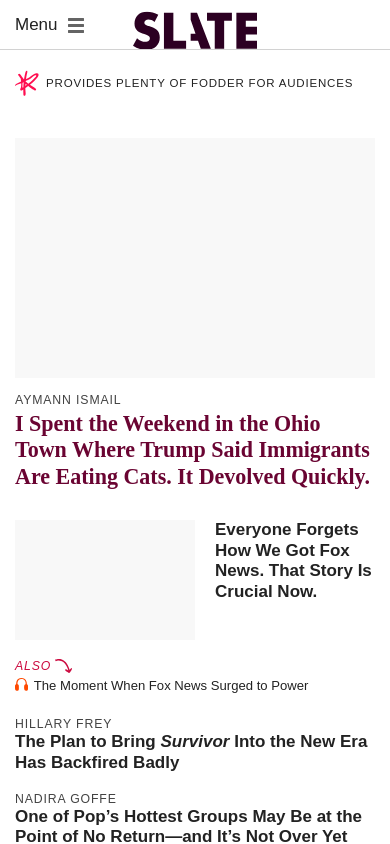 Menu
SLATE
PROVIDES PLENTY OF FODDER FOR AUDIENCES
AYMANN ISMAIL
I Spent the Weekend in the Ohio
Town Where Trump Said Immigrants
Are Eating Cats. It Devolved Quickly.
Everyone Forgets
How We Got Fox
News. That Story Is
Crucial Now.
ALSO
The Moment When Fox News Surged to Power
HILLARY FREY
The Plan to Bring Survivor Into the New Era
Has Backfired Badly
NADIRA GOFFE
One of Pop’s Hottest Groups May Be at the
Point of No Return—and It’s Not Over Yet